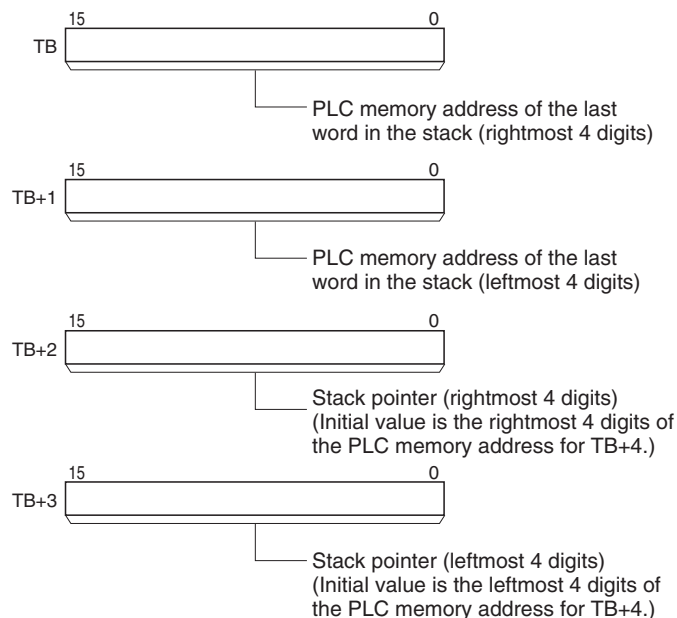 15 0
TB
PLC memory address of the last
word in the stack (rightmost 4 digits)
15 0
TB+1
PLC memory address of the last
word in the stack (leftmost 4 digits)
15 0
TB+2
Stack pointer (rightmost 4 digits)
(Initial value is the rightmost 4 digits of
the PLC memory address for TB+4.)
15 0
TB+3
Stack pointer (leftmost 4 digits)
(Initial value is the leftmost 4 digits of
the PLC memory address for TB+4.)